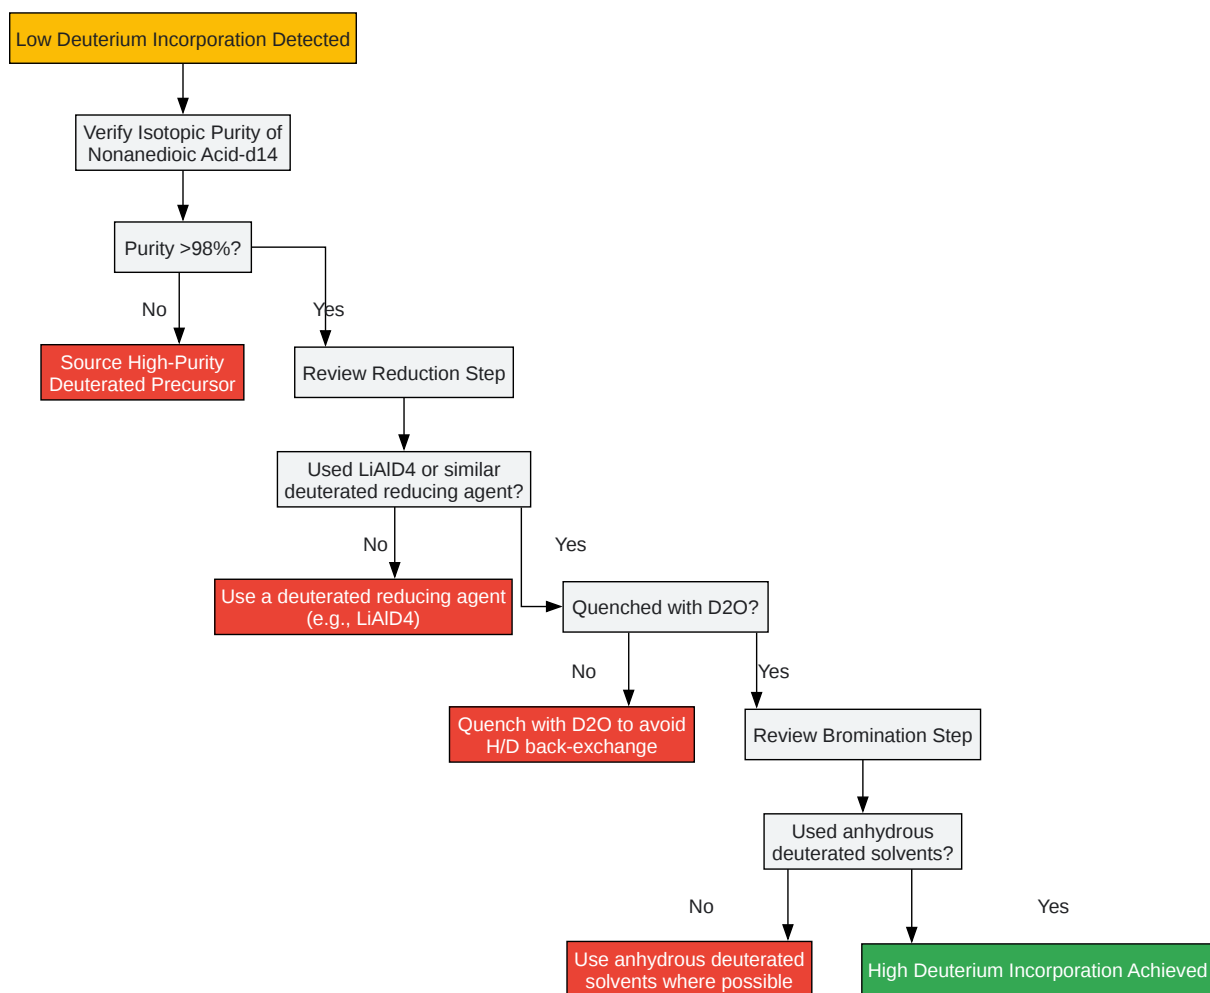 Low Deuterium Incorporation Detected
Verify Isotopic Purity of
Nonanedioic Acid-d14
Purity >98%?
No
Yes
Source High-Purity
Deuterated Precursor
Review Reduction Step
Used LiAlD4 or similar
deuterated reducing agent?
No
Yes
Use a deuterated reducing agent
(e.g., LiAlD4)
Quenched with D2O?
No
Yes
Quench with D2O to avoid
H/D back-exchange
Review Bromination Step
Used anhydrous
deuterated solvents?
No
Yes
Use anhydrous deuterated
solvents where possible
High Deuterium Incorporation Achieved